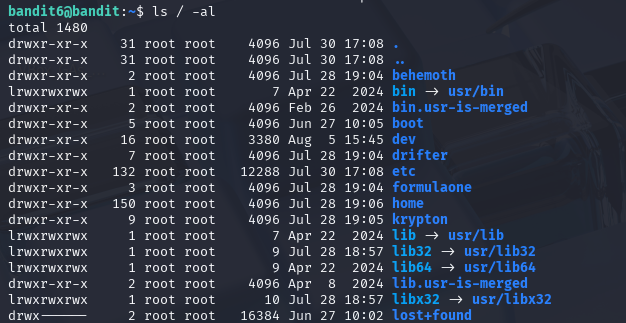 bandit6@bandit:~$ ls / -al
total 1480
drwxr-xr-x 31 root root 4096 Jul 30 17:08 .
drwxr-xr-x 31 root root 4096 Jul 30 17:08 ..
drwxr-xr-x 2 root root 4096 Jul 28 19:04 behemoth
lrwxrwxrwx 1 root root 7 Apr 22 2024 bin -> usr/bin
drwxr-xr-x 2 root root 4096 Feb 26 2024 bin.usr-is-merged
drwxr-xr-x 5 root root 4096 Jun 27 10:05 boot
drwxr-xr-x 16 root root 3380 Aug 5 15:45 dev
drwxr-xr-x 7 root root 4096 Jul 28 19:04 drifter
drwxr-xr-x 132 root root 12288 Jul 30 17:08 etc
drwxr-xr-x 3 root root 4096 Jul 28 19:04 formulaone
drwxr-xr-x 150 root root 4096 Jul 28 19:06 home
drwxr-xr-x 9 root root 4096 Jul 28 19:05 krypton
lrwxrwxrwx 1 root root 7 Apr 22 2024 lib -> usr/lib
lrwxrwxrwx 1 root root 9 Jul 28 18:57 lib32 -> usr/lib32
lrwxrwxrwx 1 root root 9 Apr 22 2024 lib64 -> usr/lib64
drwxr-xr-x 2 root root 4096 Apr 8 2024 lib.usr-is-merged
lrwxrwxrwx 1 root root 10 Jul 28 18:57 libx32 -> usr/libx32
drwx------ 2 root root 16384 Jun 27 10:02 lost+found